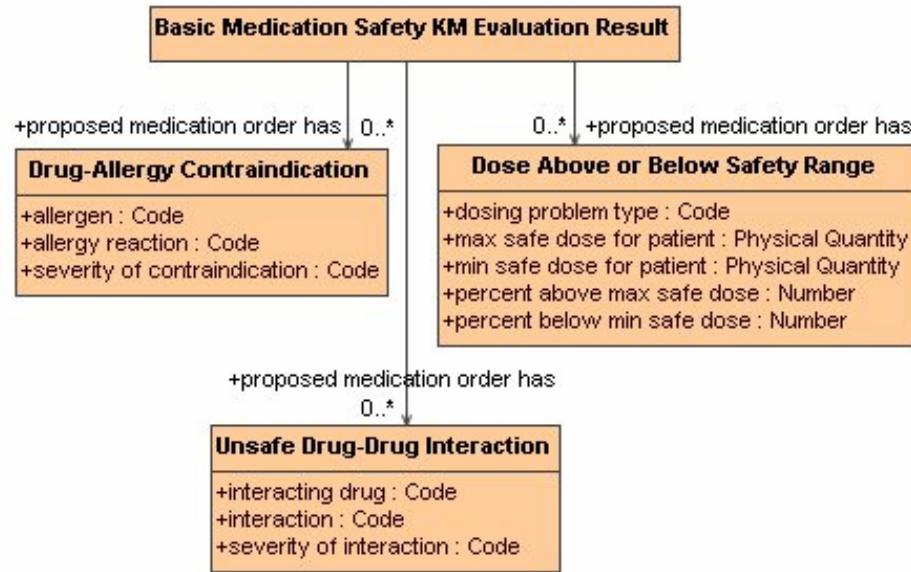 Basic Medication Safety KM Evaluation Result
+proposed medication order has 0..*
0..* +proposed medication order has
Drug-Allergy Contraindication
+allergen : Code
+allergy reaction : Code
+severity of contraindication : Code
Dose Above or Below Safety Range
+dosing problem type : Code
+max safe dose for patient : Physical Quantity
+min safe dose for patient : Physical Quantity
+percent above max safe dose : Number
+percent below min safe dose : Number
+proposed medication order has
0..*
Unsafe Drug-Drug Interaction
+interacting drug : Code
+interaction : Code
+severity of interaction : Code